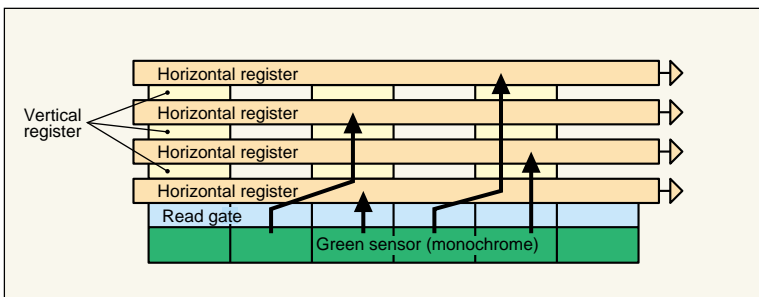 Horizontal register
Horizontal register
Vertical
register
Horizontal register
Horizontal register
Read gate
Green sensor (monochrome)